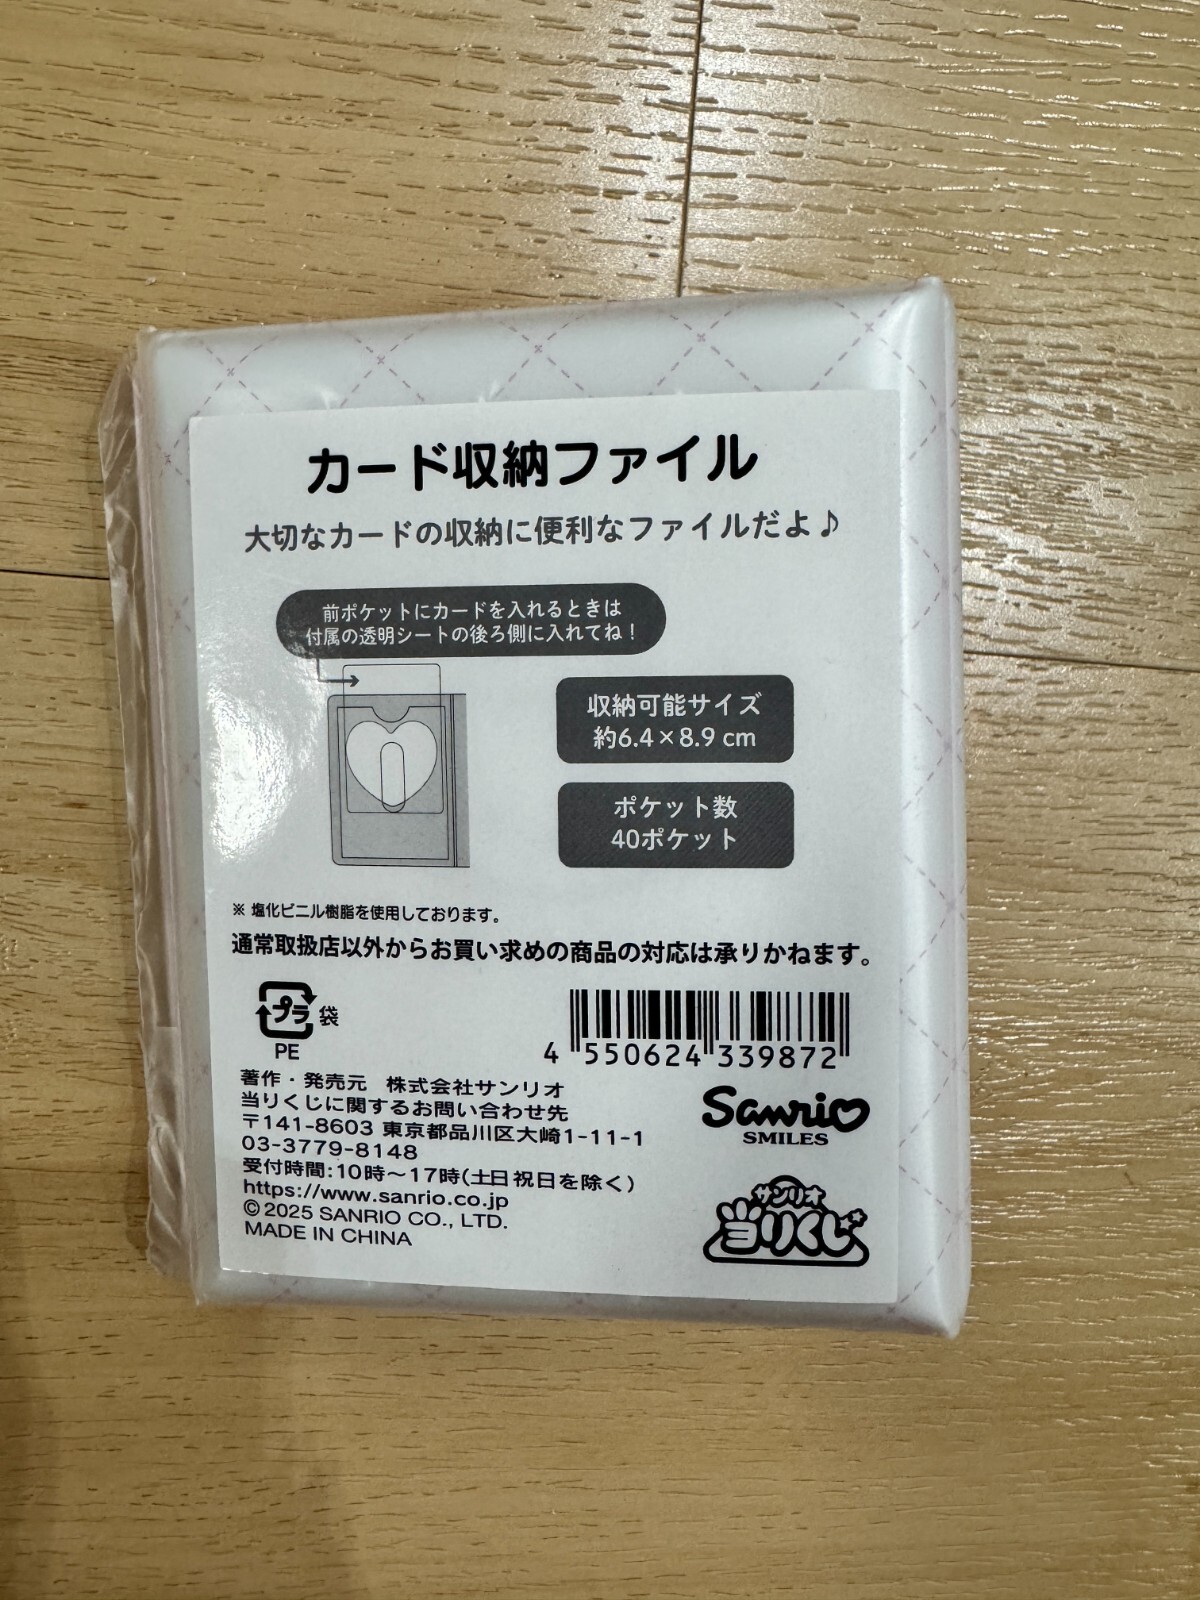 カード収納ファイル
大切なカードの収納に便利なファイルだよ♪
前ポケットにカードを入れるときは
付属の透明シートの後ろ側に入れてね！
収納可能サイズ
約6.4×8.9 cm
ポケット数
40ポケット
※ 塩化ビニル樹脂を使用しております。
通常取扱店以外からお買い求めの商品の対応は承りかねます。
プラ 袋
PE
4 550624 339872
著作・発売元 株式会社サンリオ
当りくじに関するお問い合わせ先
〒141-8603 東京都品川区大崎1-11-1
03-3779-8148
受付時間:10時～17時(土日祝日を除く)
https://www.sanrio.co.jp
©2025 SANRIO CO., LTD.
MADE IN CHINA
Sanrio
SMILES
サンリオ
当りくじ